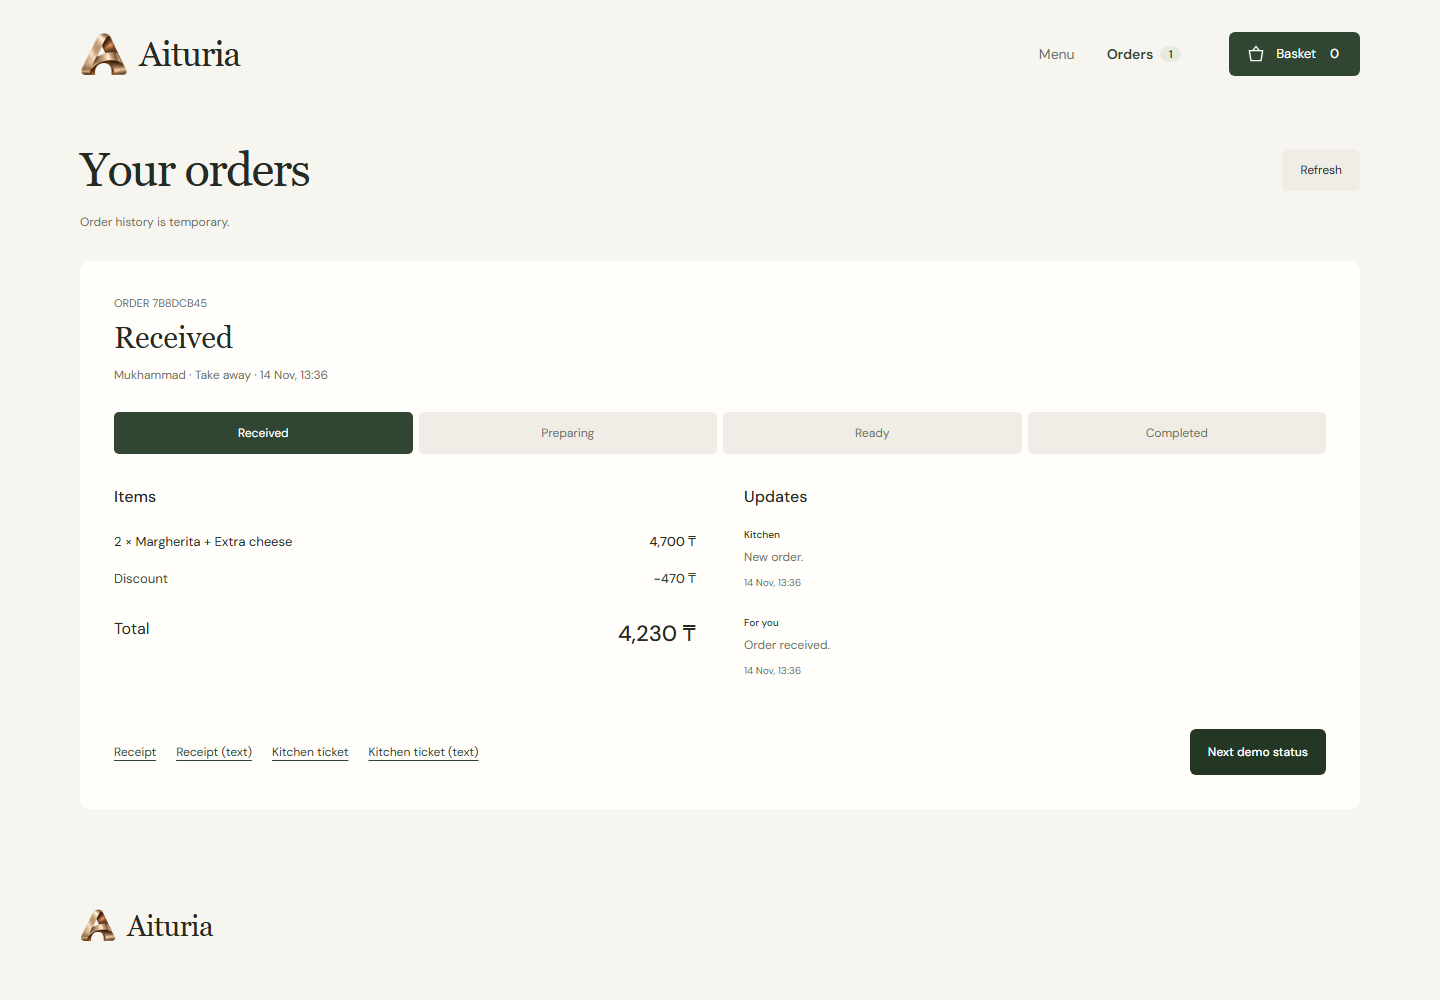 Aituria
Menu
Orders 1
Basket 0
Your orders
Refresh
Order history is temporary.
ORDER 7B8DCB45
Received
Mukhammad · Take away · 14 Nov, 13:36
Received
Preparing
Ready
Completed
Items
2 × Margherita + Extra cheese 4,700 ₸
Discount -470 ₸
Total 4,230 ₸
Updates
Kitchen
New order.
14 Nov, 13:36
For you
Order received.
14 Nov, 13:36
Receipt
Receipt (text)
Kitchen ticket
Kitchen ticket (text)
Next demo status
Aituria